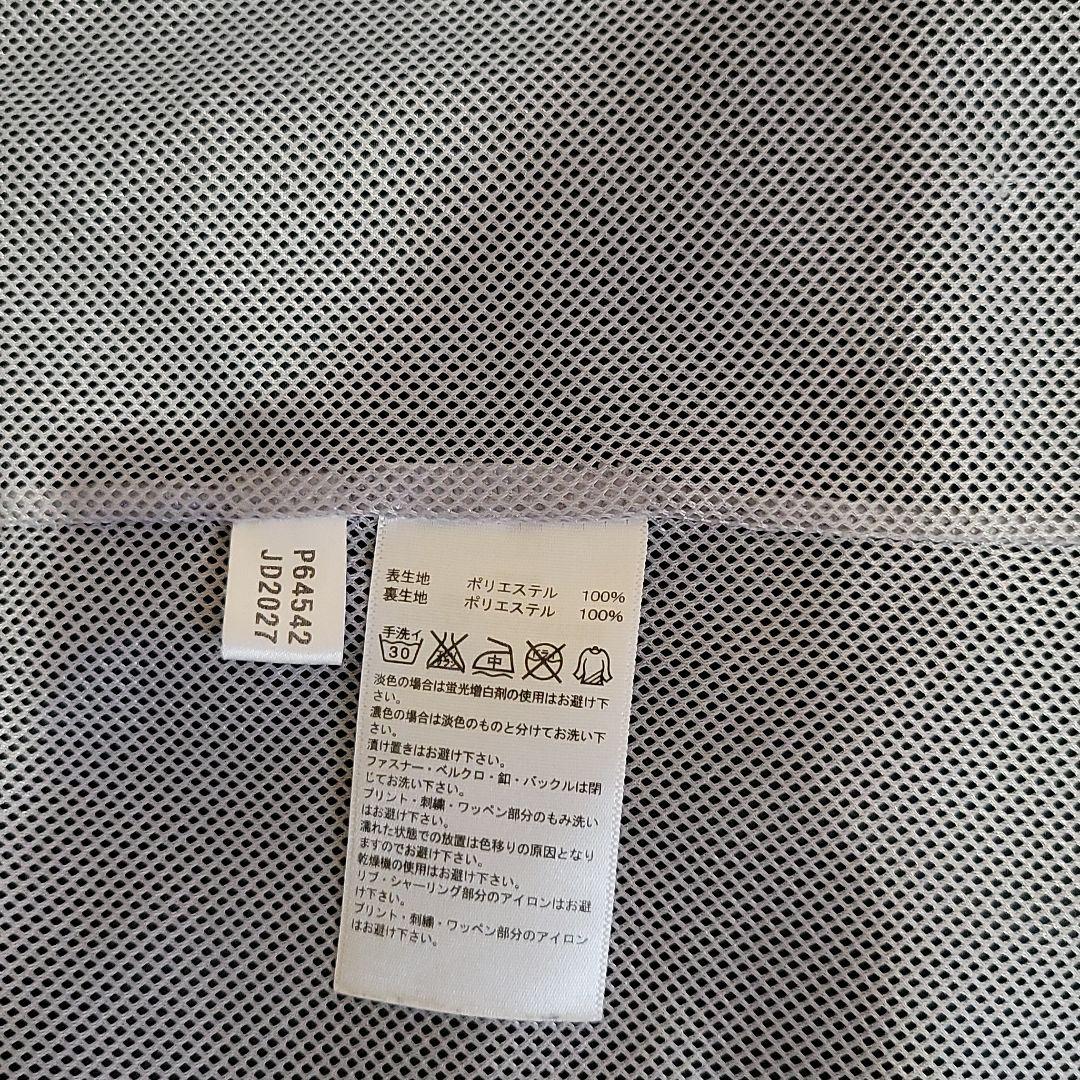 P64542
JD2027
表生地 ポリエステル 100%
裏生地 ポリエステル 100%
手洗イ
30
中
淡色の場合は蛍光増白剤の使用はお避け下
さい。
濃色の場合は淡色のものと分けてお洗い下
さい。
漬け置きはお避け下さい。
ファスナー・ベルクロ・釦・バックルは閉
じてお洗い下さい。
プリント・刺繍・ワッペン部分のもみ洗い
はお避け下さい。
濡れた状態での放置は色移りの原因となり
ますのでお避け下さい。
乾燥機の使用はお避け下さい。
リブ・シャーリング部分のアイロンはお避
け下さい。
プリント・刺繍・ワッペン部分のアイロン
はお避け下さい。